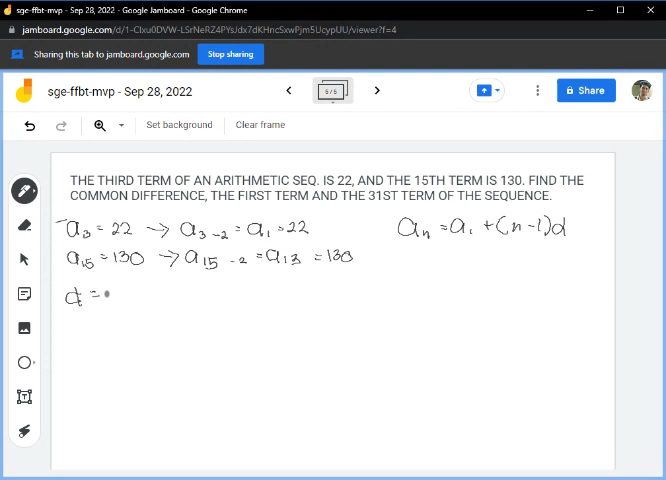 sge-ffbt-mvp - Sep 28, 2022 - Google Jamboard - Google Chrome
jamboard.google.com/d/1-CIxu0DVW-LSrNeRZ4PYsJdx7dKHncSxwPjm5UcypUU/viewer?f=4
Sharing this tab to jamboard.google.com Stop sharing
sge-ffbt-mvp - Sep 28, 2022
5/5
Share
Set background Clear frame
THE THIRD TERM OF AN ARITHMETIC SEQ. IS 22, AND THE 15TH TERM IS 130. FIND THE
COMMON DIFFERENCE, THE FIRST TERM AND THE 31ST TERM OF THE SEQUENCE.
a₃ = 22 → a₃₋₂ = a₁ = 22 aₙ = a₁ + (n-1)d
a₁₅ = 130 → a₁₅₋₂ = a₁₃ = 130
d =